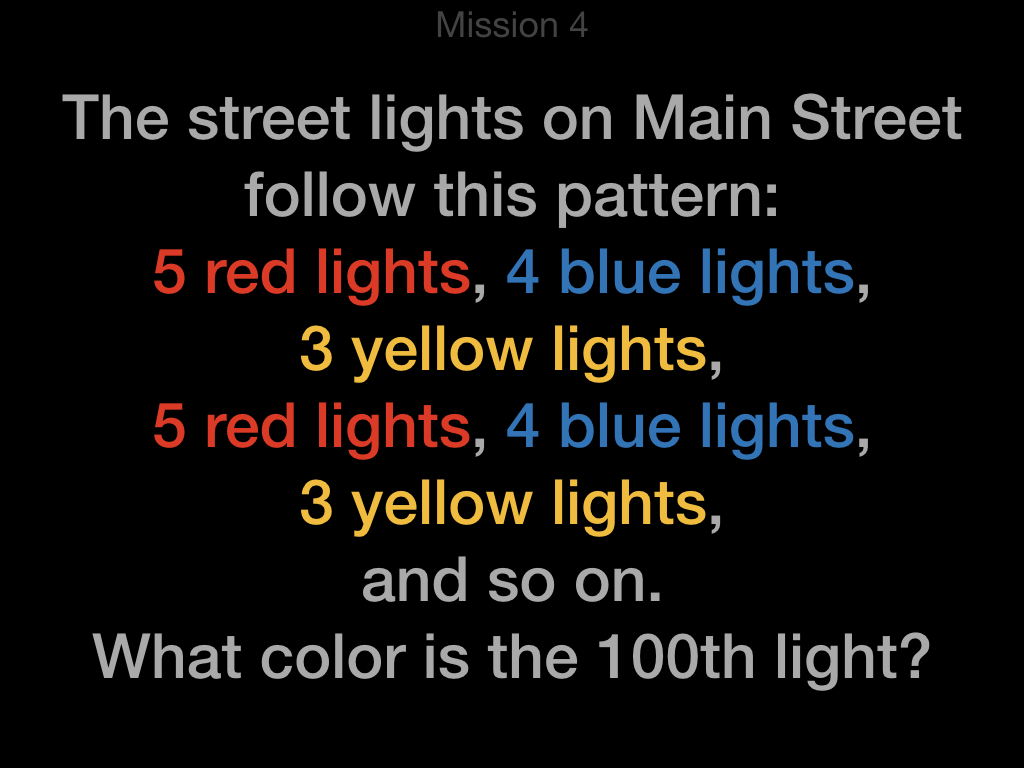 Mission 4
The street lights on Main Street
follow this pattern:
5 red lights, 4 blue lights,
3 yellow lights,
5 red lights, 4 blue lights,
3 yellow lights,
and so on.
What color is the 100th light?